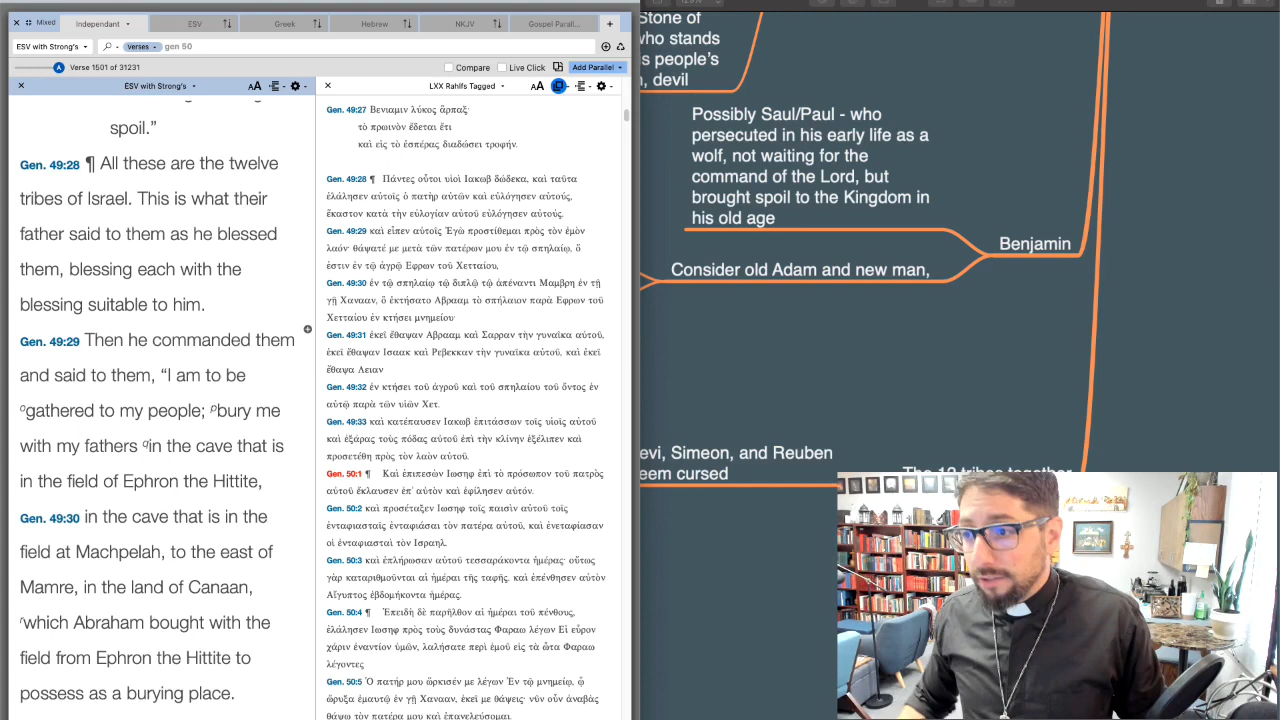 Mixed
Independant
ESV
Greek
Hebrew
NKJV
Gospel Parall...
ESV with Strong's
Verses
gen 50
Verse 1501 of 31231
Compare
Live Click
Add Parallel
ESV with Strong's
AA
LXX Rahlfs Tagged
AA
spoil.”
Gen. 49:28 ¶ All these are the twelve
tribes of Israel. This is what their
father said to them as he blessed
them, blessing each with the
blessing suitable to him.
Gen. 49:29 Then he commanded them
and said to them, “I am to be
ogathered to my people; pbury me
with my fathers qin the cave that is
in the field of Ephron the Hittite,
Gen. 49:30 in the cave that is in the
field at Machpelah, to the east of
Mamre, in the land of Canaan,
rwhich Abraham bought with the
field from Ephron the Hittite to
possess as a burying place.
Gen. 49:27 Βενιαμιν λύκος ἅρπαξ·
τὸ πρωινὸν ἔδεται ἔτι
καὶ εἰς τὸ ἑσπέρας διαδώσει τροφήν.
Gen. 49:28 ¶ Πάντες οὗτοι υἱοὶ Ιακωβ δώδεκα, καὶ ταῦτα
ἐλάλησεν αὐτοῖς ὁ πατὴρ αὐτῶν καὶ εὐλόγησεν αὐτούς,
ἕκαστον κατὰ τὴν εὐλογίαν αὐτοῦ εὐλόγησεν αὐτούς.
Gen. 49:29 καὶ εἶπεν αὐτοῖς Ἐγὼ προστίθεμαι πρὸς τὸν ἐμὸν
λαόν· θάψατέ με μετὰ τῶν πατέρων μου ἐν τῷ σπηλαίῳ, ὅ
ἐστιν ἐν τῷ ἀγρῷ Εφρων τοῦ Χετταίου,
Gen. 49:30 ἐν τῷ σπηλαίῳ τῷ διπλῷ τῷ ἀπέναντι Μαμβρη ἐν τῇ
γῇ Χανααν, ὃ ἐκτήσατο Αβρααμ τὸ σπήλαιον παρὰ Εφρων τοῦ
Χετταίου ἐν κτήσει μνημείου·
Gen. 49:31 ἐκεῖ ἔθαψαν Αβρααμ καὶ Σαρραν τὴν γυναῖκα αὐτοῦ,
ἐκεῖ ἔθαψαν Ισαακ καὶ Ρεβεκκαν τὴν γυναῖκα αὐτοῦ, καὶ ἐκεῖ
ἔθαψα Λειαν
Gen. 49:32 ἐν κτήσει τοῦ ἀγροῦ καὶ τοῦ σπηλαίου τοῦ ὄντος ἐν
αὐτῷ παρὰ τῶν υἱῶν Χετ.
Gen. 49:33 καὶ κατέπαυσεν Ιακωβ ἐπιτάσσων τοῖς υἱοῖς αὐτοῦ
καὶ ἐξάρας τοὺς πόδας αὐτοῦ ἐπὶ τὴν κλίνην ἐξέλιπεν καὶ
προσετέθη πρὸς τὸν λαὸν αὐτοῦ.
Gen. 50:1 ¶ Καὶ ἐπιπεσὼν Ιωσηφ ἐπὶ τὸ πρόσωπον τοῦ πατρὸς
αὐτοῦ ἔκλαυσεν ἐπ᾿ αὐτὸν καὶ ἐφίλησεν αὐτόν.
Gen. 50:2 καὶ προσέταξεν Ιωσηφ τοῖς παισὶν αὐτοῦ τοῖς
ἐνταφιασταῖς ἐνταφιάσαι τὸν πατέρα αὐτοῦ, καὶ ἐνεταφίασαν
οἱ ἐνταφιασταὶ τὸν Ισραηλ.
Gen. 50:3 καὶ ἐπλήρωσαν αὐτοῦ τεσσαράκοντα ἡμέρας· οὕτως
γὰρ καταριθμοῦνται αἱ ἡμέραι τῆς ταφῆς. καὶ ἐπένθησεν αὐτὸν
Αἴγυπτος ἑβδομήκοντα ἡμέρας.
Gen. 50:4 ¶ Ἐπειδὴ δὲ παρῆλθον αἱ ἡμέραι τοῦ πένθους,
ἐλάλησεν Ιωσηφ πρὸς τοὺς δυνάστας Φαραω λέγων Εἰ εὗρον
χάριν ἐναντίον ὑμῶν, λαλήσατε περὶ ἐμοῦ εἰς τὰ ὦτα Φαραω
λέγοντες
Gen. 50:5 Ὁ πατήρ μου ὥρκισέν με λέγων Ἐν τῷ μνημείῳ, ᾧ
ὤρυξα ἐμαυτῷ ἐν γῇ Χανααν, ἐκεῖ με θάψεις· νῦν οὖν ἀναβὰς
θάψω τὸν πατέρα μου καὶ ἐπανελεύσομαι.
Stone of
who stands
s people’s
devil
Possibly Saul/Paul - who
persecuted in his early life as a
wolf, not waiting for the
command of the Lord, but
brought spoil to the Kingdom in
his old age
Benjamin
Consider old Adam and new man,
evi, Simeon, and Reuben
eem cursed
The 12 tribes together